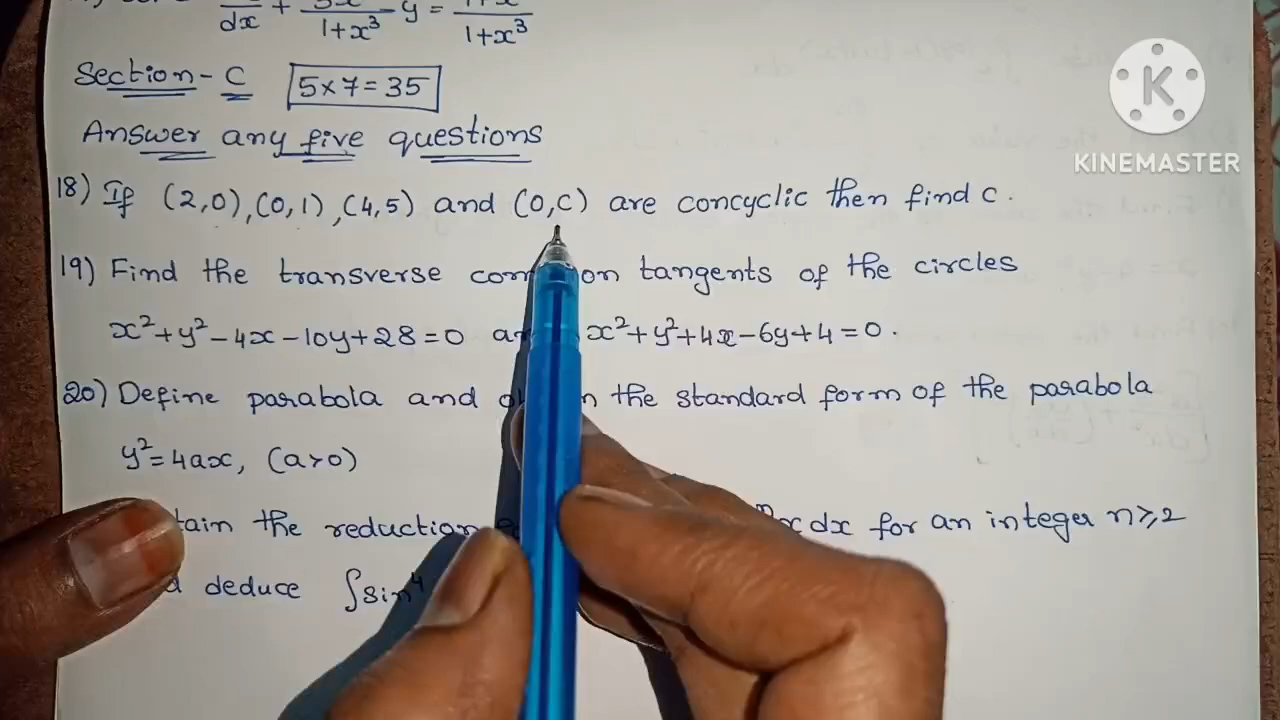 dx + 1+x³ y = 1+x³
Section - C 5×7=35
Answer any five questions
KINEMASTER
18) If (2,0),(0,1),(4,5) and (0,c) are concyclic then find c.
19) Find the transverse tangents of the circles
x²+y²-4x-10y+28=0 x²+y²+4x-6y+4=0.
20) Define parabola and the standard form of the parabola
y²=4ax, (a>0)
the reduction x dx for an integer n≥2
deduce ∫sin⁴